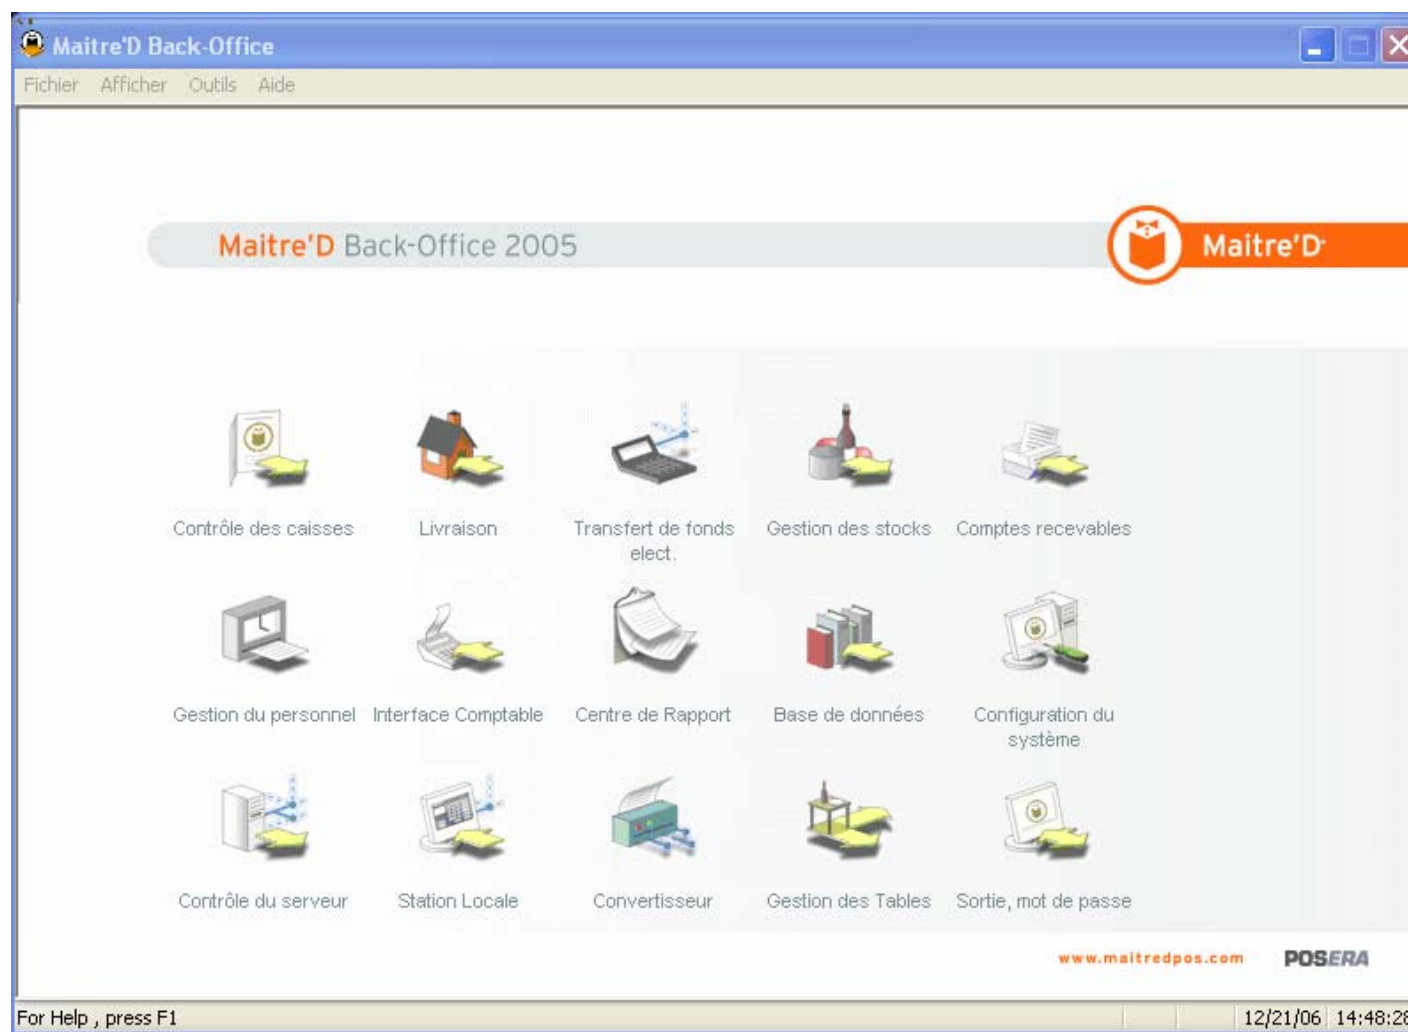 Maitre'D Back-Office
Fichier Afficher Outils Aide
Maitre'D Back-Office 2005
Maitre'D
Contrôle des caisses
Livraison
Transfert de fonds
elect.
Gestion des stocks
Comptes recevables
Gestion du personnel
Interface Comptable
Centre de Rapport
Base de données
Configuration du
système
Contrôle du serveur
Station Locale
Convertisseur
Gestion des Tables
Sortie, mot de passe
www.maitredpos.com
POSERA
For Help , press F1
12/21/06 14:48:28